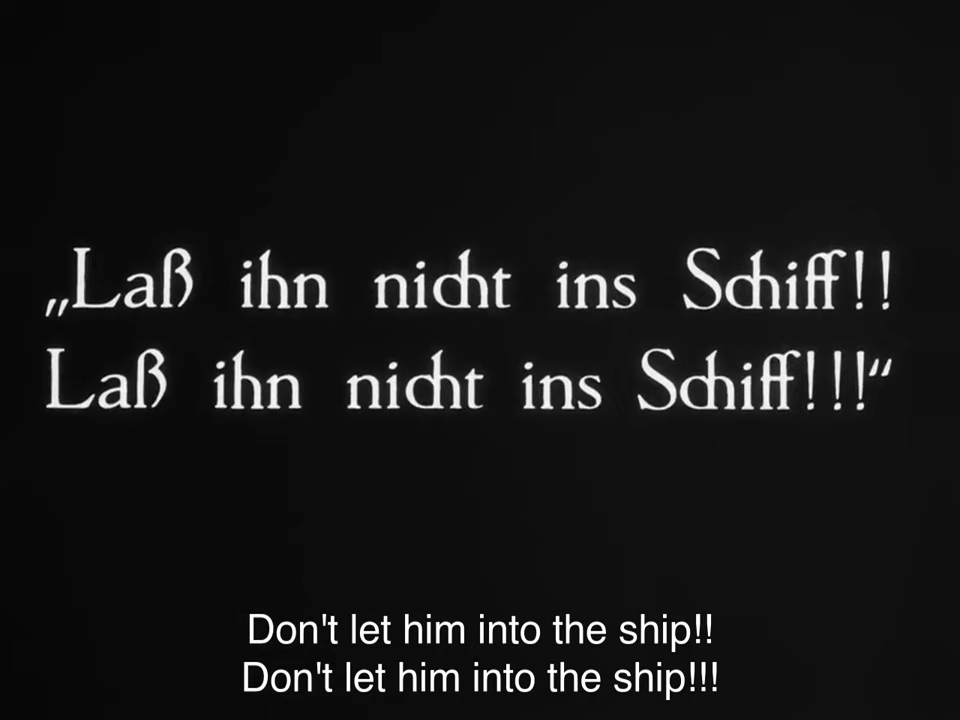 „Laß ihn nicht ins Schiff!!
Laß ihn nicht ins Schiff!!!“
Don't let him into the ship!!
Don't let him into the ship!!!